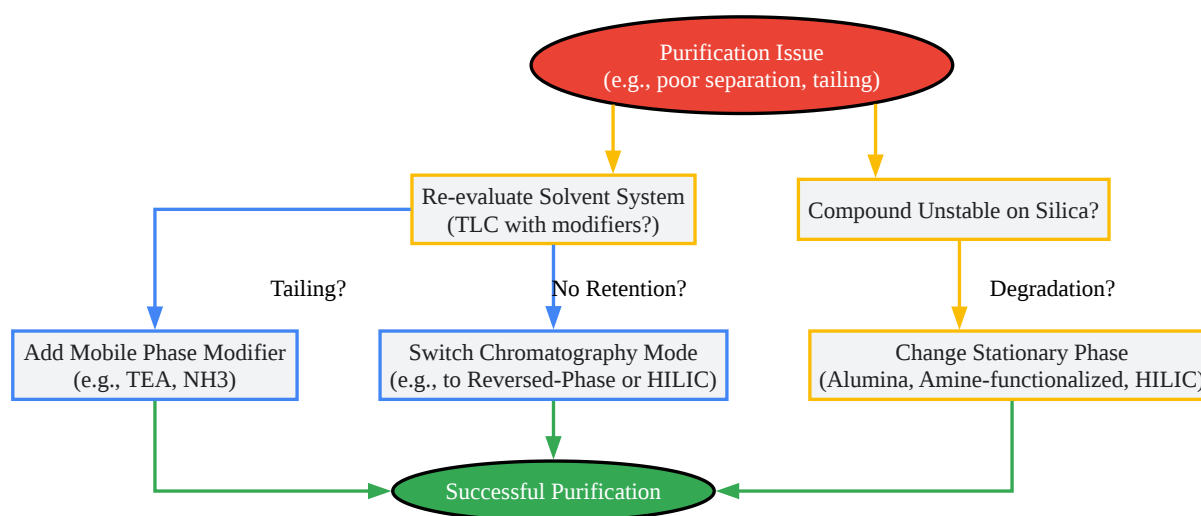 Purification Issue
(e.g., poor separation, tailing)
Re-evaluate Solvent System
(TLC with modifiers?)
Compound Unstable on Silica?
Tailing?
No Retention?
Degradation?
Add Mobile Phase Modifier
(e.g., TEA, NH3)
Switch Chromatography Mode
(e.g., to Reversed-Phase or HILIC)
Change Stationary Phase
(Alumina, Amine-functionalized, HILIC)
Successful Purification